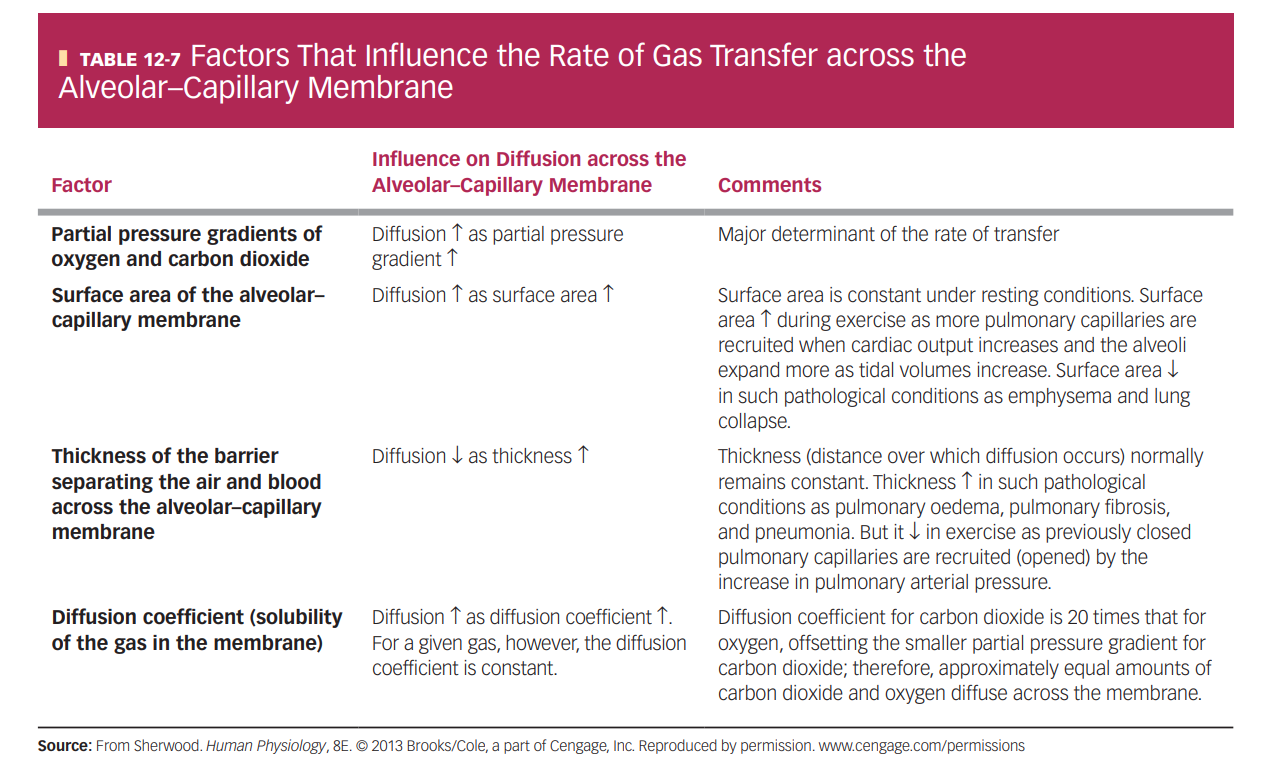 TABLE 12-7 Factors That Influence the Rate of Gas Transfer across the
Alveolar–Capillary Membrane
Factor
Influence on Diffusion across the
Alveolar–Capillary Membrane
Comments
Partial pressure gradients of
oxygen and carbon dioxide
Diffusion ↑ as partial pressure
gradient ↑
Major determinant of the rate of transfer
Surface area of the alveolar–
capillary membrane
Diffusion ↑ as surface area ↑
Surface area is constant under resting conditions. Surface
area ↑ during exercise as more pulmonary capillaries are
recruited when cardiac output increases and the alveoli
expand more as tidal volumes increase. Surface area ↓
in such pathological conditions as emphysema and lung
collapse.
Thickness of the barrier
separating the air and blood
across the alveolar–capillary
membrane
Diffusion ↓ as thickness ↑
Thickness (distance over which diffusion occurs) normally
remains constant. Thickness ↑ in such pathological
conditions as pulmonary oedema, pulmonary fibrosis,
and pneumonia. But it ↓ in exercise as previously closed
pulmonary capillaries are recruited (opened) by the
increase in pulmonary arterial pressure.
Diffusion coefficient (solubility
of the gas in the membrane)
Diffusion ↑ as diffusion coefficient ↑.
For a given gas, however, the diffusion
coefficient is constant.
Diffusion coefficient for carbon dioxide is 20 times that for
oxygen, offsetting the smaller partial pressure gradient for
carbon dioxide; therefore, approximately equal amounts of
carbon dioxide and oxygen diffuse across the membrane.
Source: From Sherwood. Human Physiology, 8E. © 2013 Brooks/Cole, a part of Cengage, Inc. Reproduced by permission. www.cengage.com/permissions